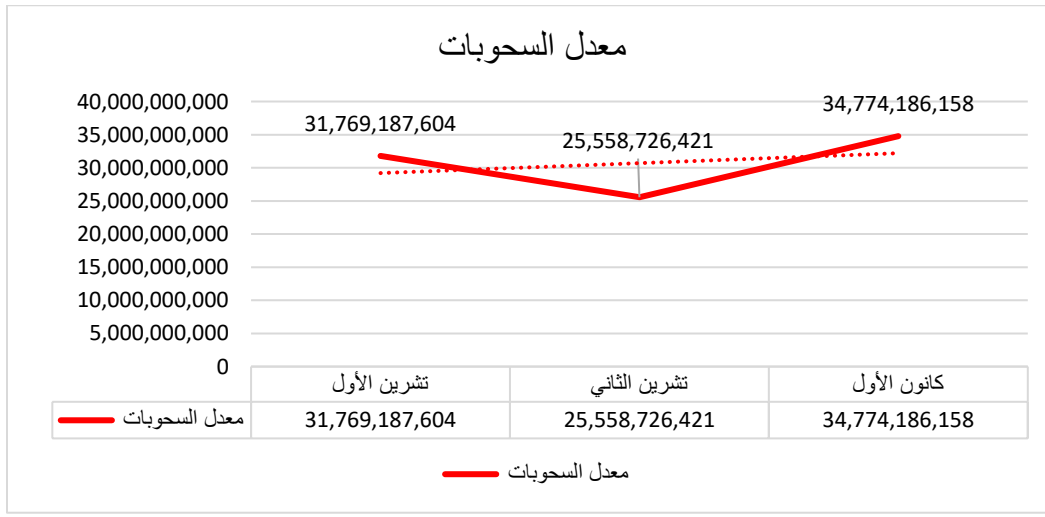 معدل السحوبات
40,000,000,000
35,000,000,000
30,000,000,000
25,000,000,000
20,000,000,000
15,000,000,000
10,000,000,000
5,000,000,000
0
31,769,187,604
25,558,726,421
34,774,186,158
تشرين الأول
تشرين الثاني
كانون الأول
معدل السحوبات
31,769,187,604
25,558,726,421
34,774,186,158
معدل السحوبات